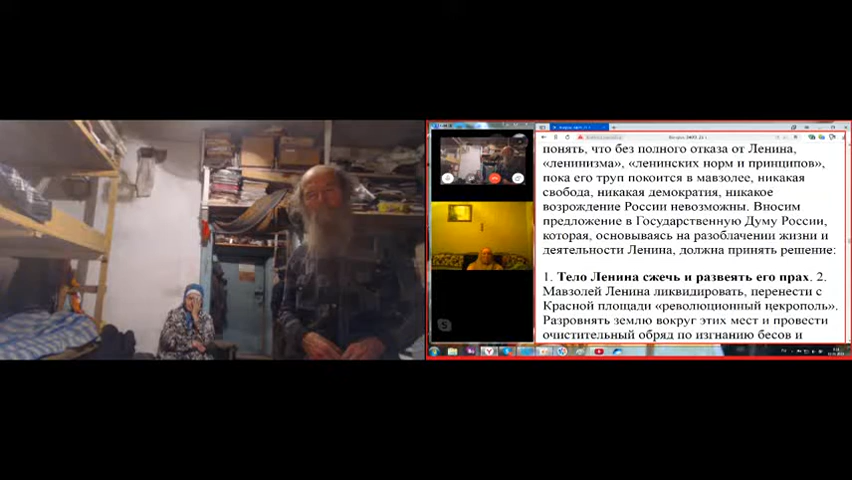 понять, что без полного отказа от Ленина,
«ленинизма», «ленинских норм и принципов»,
пока его труп покоится в мавзолее, никакая
свобода, никакая демократия, никакое
возрождение России невозможны. Вносим
предложение в Государственную Думу России,
которая, основываясь на разоблачении жизни и
деятельности Ленина, должна принять решение:
1. Тело Ленина сжечь и развеять его прах. 2.
Мавзолей Ленина ликвидировать, перенести с
Красной площади «революционный цекрополь».
Разровнять землю вокруг этих мест и провести
очистительный обряд по изгнанию бесов и